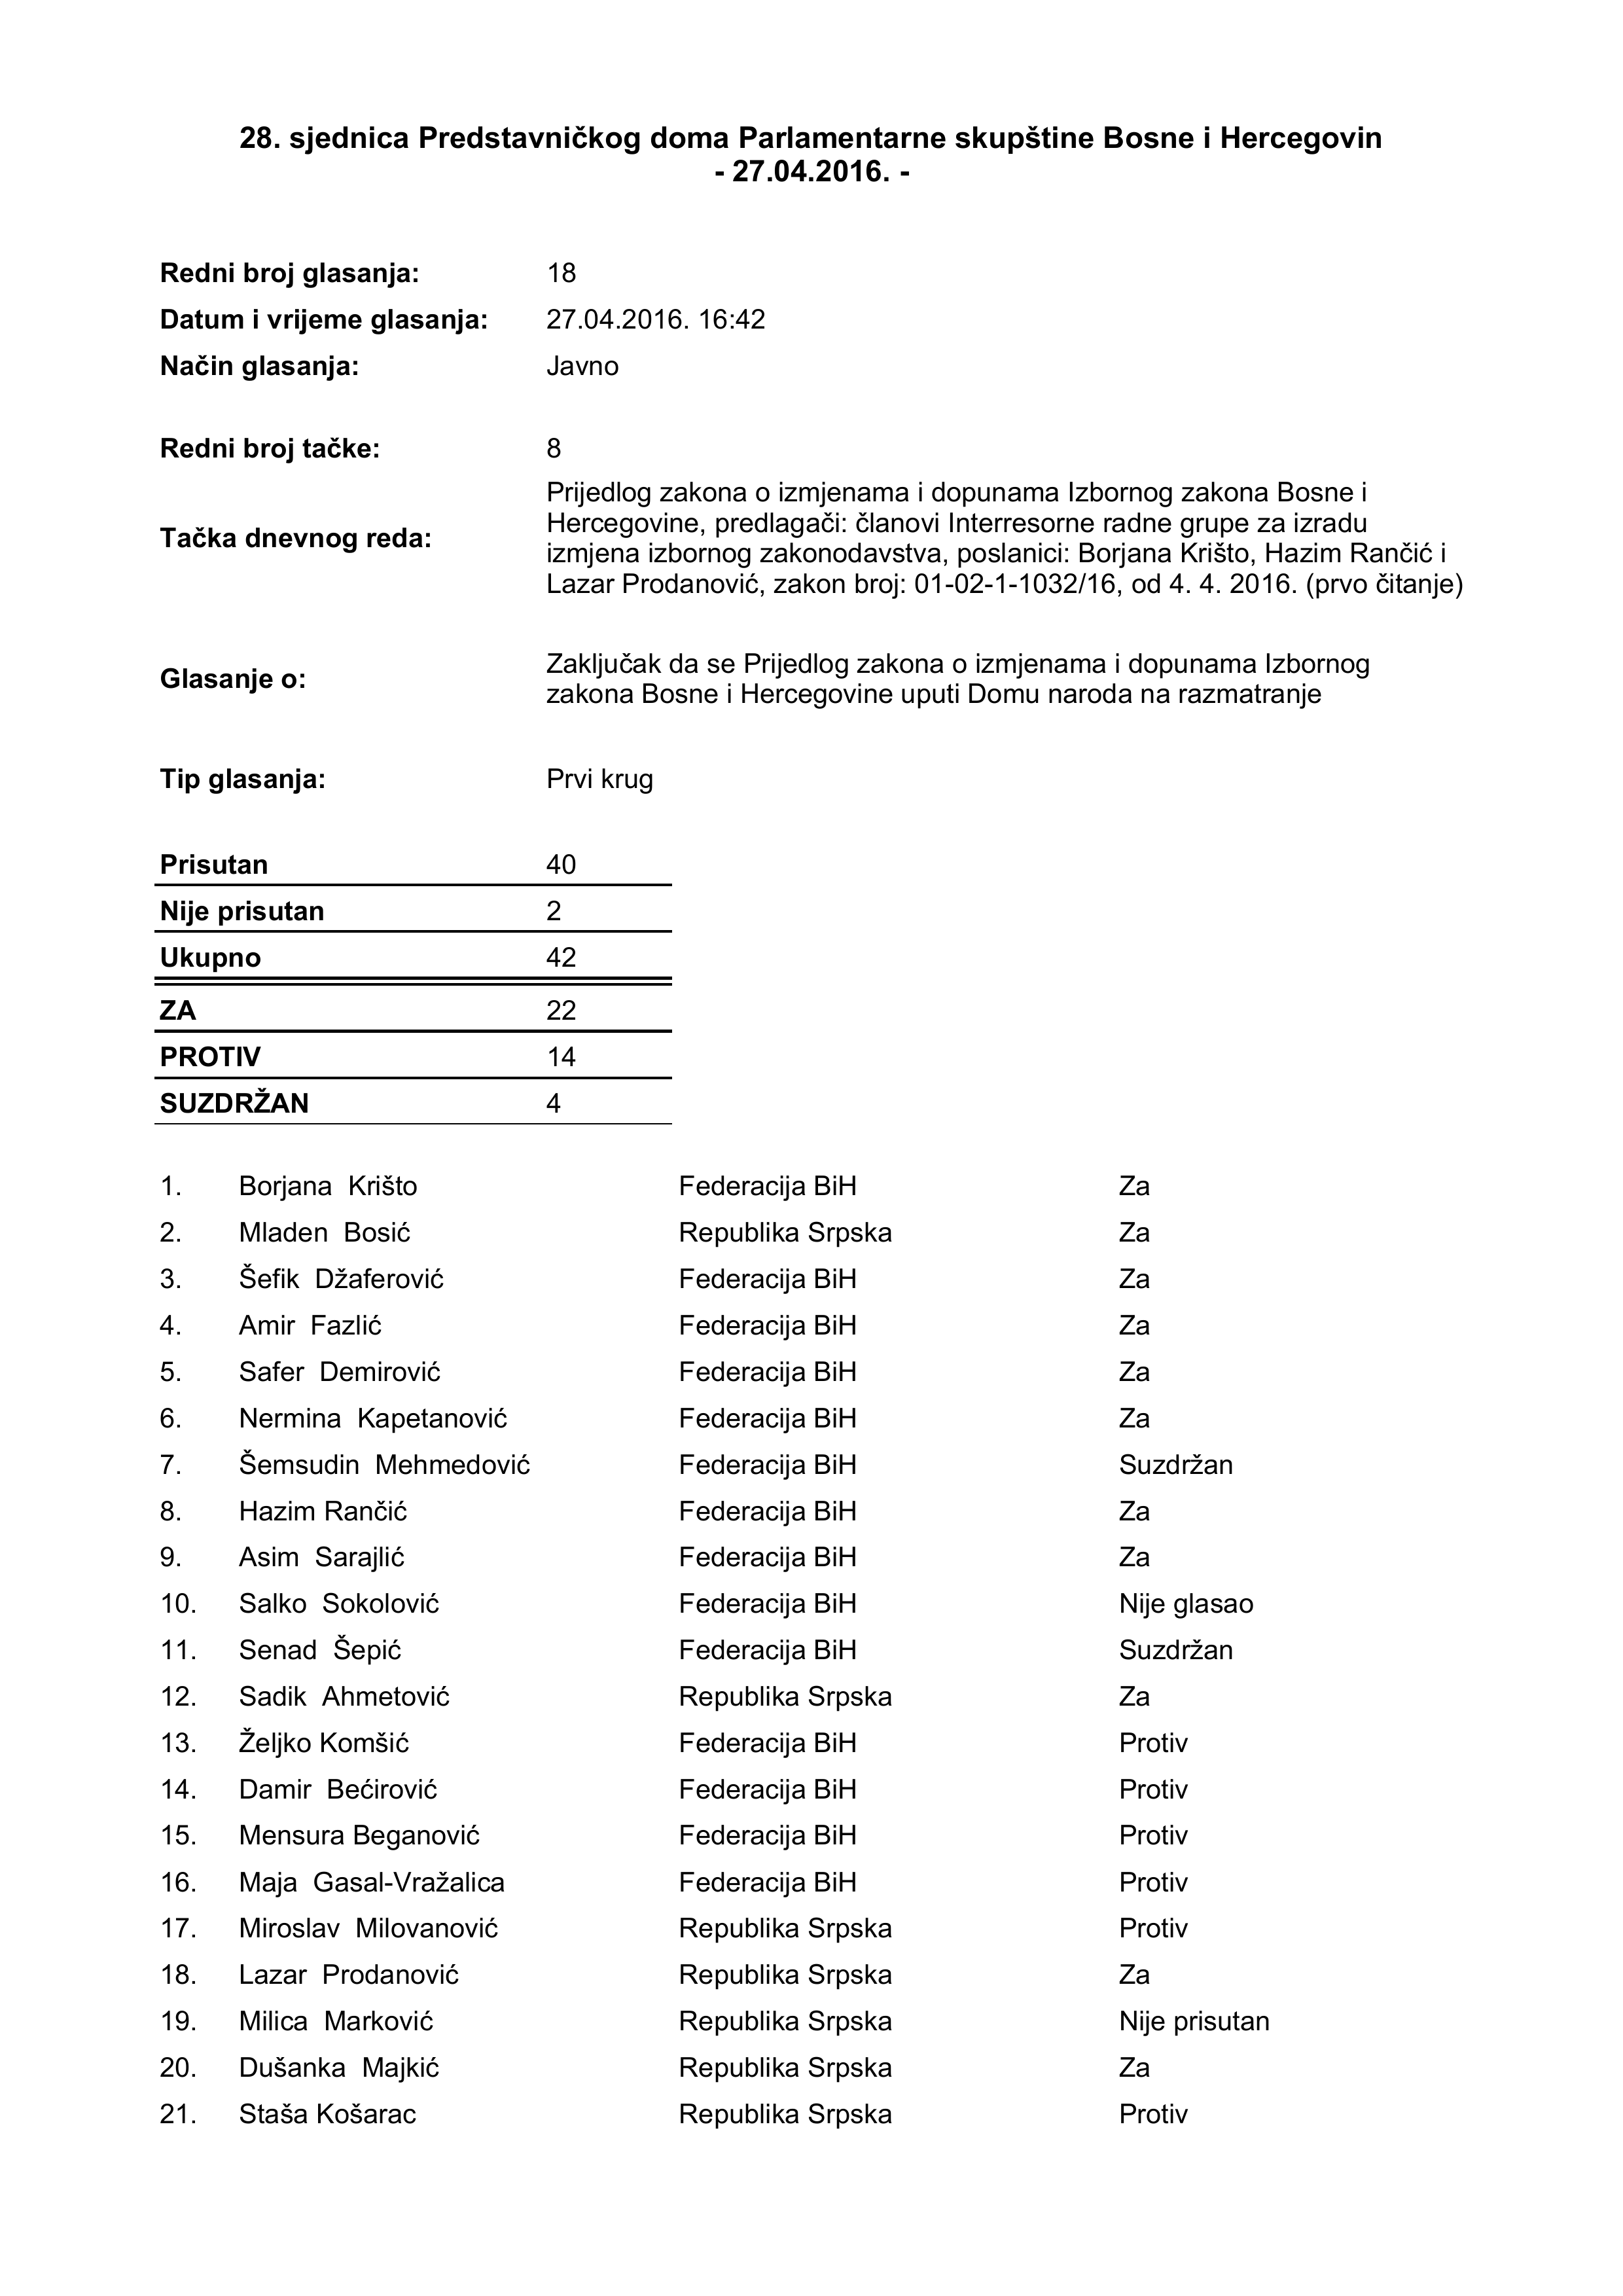 28. sjednica Predstavničkog doma Parlamentarne skupštine Bosne i Hercegovin
- 27.04.2016. -
Redni broj glasanja: 18
Datum i vrijeme glasanja: 27.04.2016. 16:42
Način glasanja: Javno
Redni broj tačke: 8
Tačka dnevnog reda: Prijedlog zakona o izmjenama i dopunama Izbornog zakona Bosne i
Hercegovine, predlagači: članovi Interresorne radne grupe za izradu
izmjena izbornog zakonodavstva, poslanici: Borjana Krišto, Hazim Rančić i
Lazar Prodanović, zakon broj: 01-02-1-1032/16, od 4. 4. 2016. (prvo čitanje)
Glasanje o: Zaključak da se Prijedlog zakona o izmjenama i dopunama Izbornog
zakona Bosne i Hercegovine uputi Domu naroda na razmatranje
Tip glasanja: Prvi krug
Prisutan 40
Nije prisutan 2
Ukupno 42
ZA 22
PROTIV 14
SUZDRŽAN 4
1. Borjana Krišto Federacija BiH Za
2. Mladen Bosić Republika Srpska Za
3. Šefik Džaferović Federacija BiH Za
4. Amir Fazlić Federacija BiH Za
5. Safer Demirović Federacija BiH Za
6. Nermina Kapetanović Federacija BiH Za
7. Šemsudin Mehmedović Federacija BiH Suzdržan
8. Hazim Rančić Federacija BiH Za
9. Asim Sarajlić Federacija BiH Za
10. Salko Sokolović Federacija BiH Nije glasao
11. Senad Šepić Federacija BiH Suzdržan
12. Sadik Ahmetović Republika Srpska Za
13. Željko Komšić Federacija BiH Protiv
14. Damir Bećirović Federacija BiH Protiv
15. Mensura Beganović Federacija BiH Protiv
16. Maja Gasal-Vražalica Federacija BiH Protiv
17. Miroslav Milovanović Republika Srpska Protiv
18. Lazar Prodanović Republika Srpska Za
19. Milica Marković Republika Srpska Nije prisutan
20. Dušanka Majkić Republika Srpska Za
21. Staša Košarac Republika Srpska Protiv